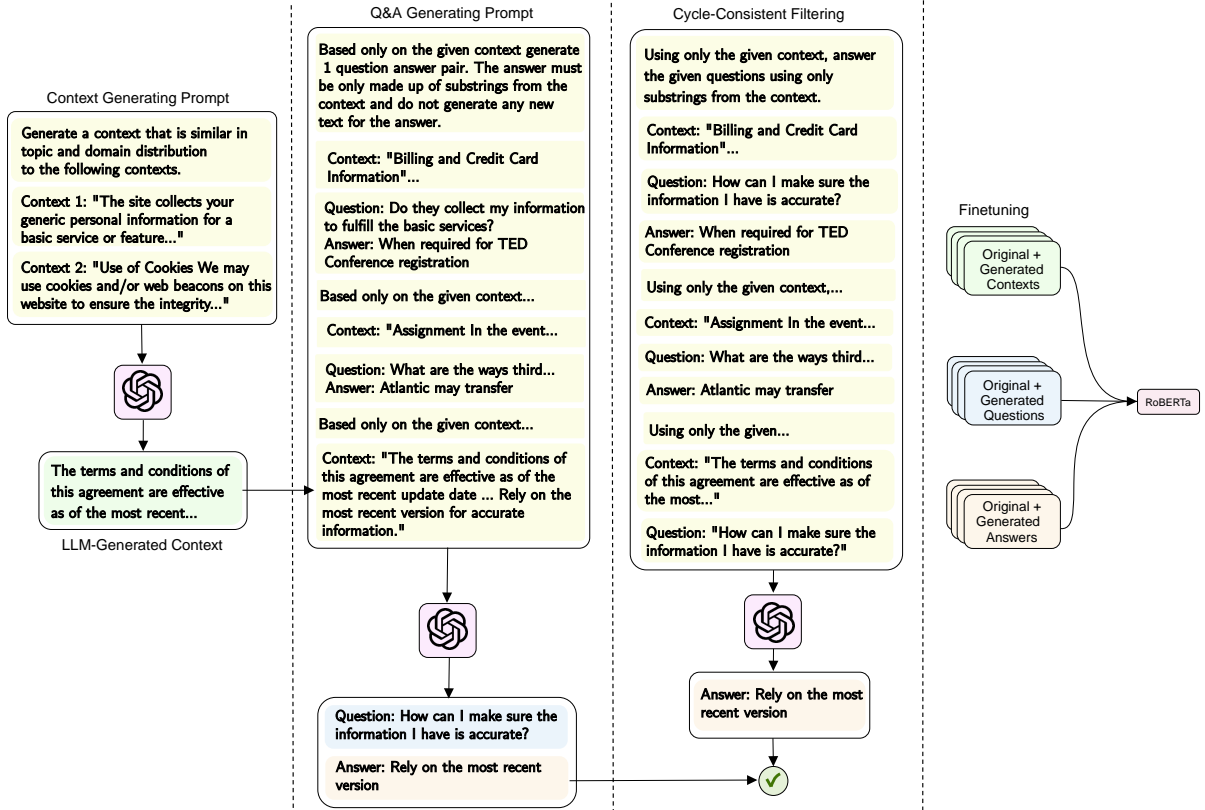 Context Generating Prompt
Generate a context that is similar in
topic and domain distribution
to the following contexts.
Context 1: "The site collects your
generic personal information for a
basic service or feature..."
Context 2: "Use of Cookies We may
use cookies and/or web beacons on this
website to ensure the integrity..."
The terms and conditions of
this agreement are effective
as of the most recent...
LLM-Generated Context
Q&A Generating Prompt
Based only on the given context generate
1 question answer pair. The answer must
be only made up of substrings from the
context and do not generate any new
text for the answer.
Context: "Billing and Credit Card
Information"...
Question: Do they collect my information
to fulfill the basic services?
Answer: When required for TED
Conference registration
Based only on the given context...
Context: "Assignment In the event...
Question: What are the ways third...
Answer: Atlantic may transfer
Based only on the given context...
Context: "The terms and conditions of
this agreement are effective as of the
most recent update date ... Rely on the
most recent version for accurate
information."
Question: How can I make sure the
information I have is accurate?
Answer: Rely on the most recent
version
Cycle-Consistent Filtering
Using only the given context, answer
the given questions using only
substrings from the context.
Context: "Billing and Credit Card
Information"...
Question: How can I make sure the
information I have is accurate?
Answer: When required for TED
Conference registration
Using only the given context,...
Context: "Assignment In the event...
Question: What are the ways third...
Answer: Atlantic may transfer
Using only the given...
Context: "The terms and conditions
of this agreement are effective as of
the most..."
Question: "How can I make sure the
information I have is accurate?"
Answer: Rely on the most
recent version
Finetuning
Original +
Generated
Contexts
Original +
Generated
Questions
Original +
Generated
Answers
RoBERTa